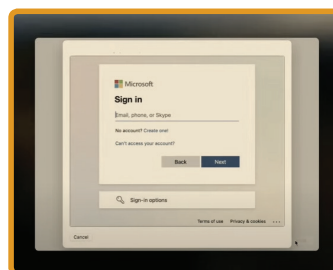 Microsoft
Sign in
Email, phone, or Skype
No account? Create one!
Can't access your account?
Back Next
Sign-in options
Terms of use Privacy & cookies ...
Cancel